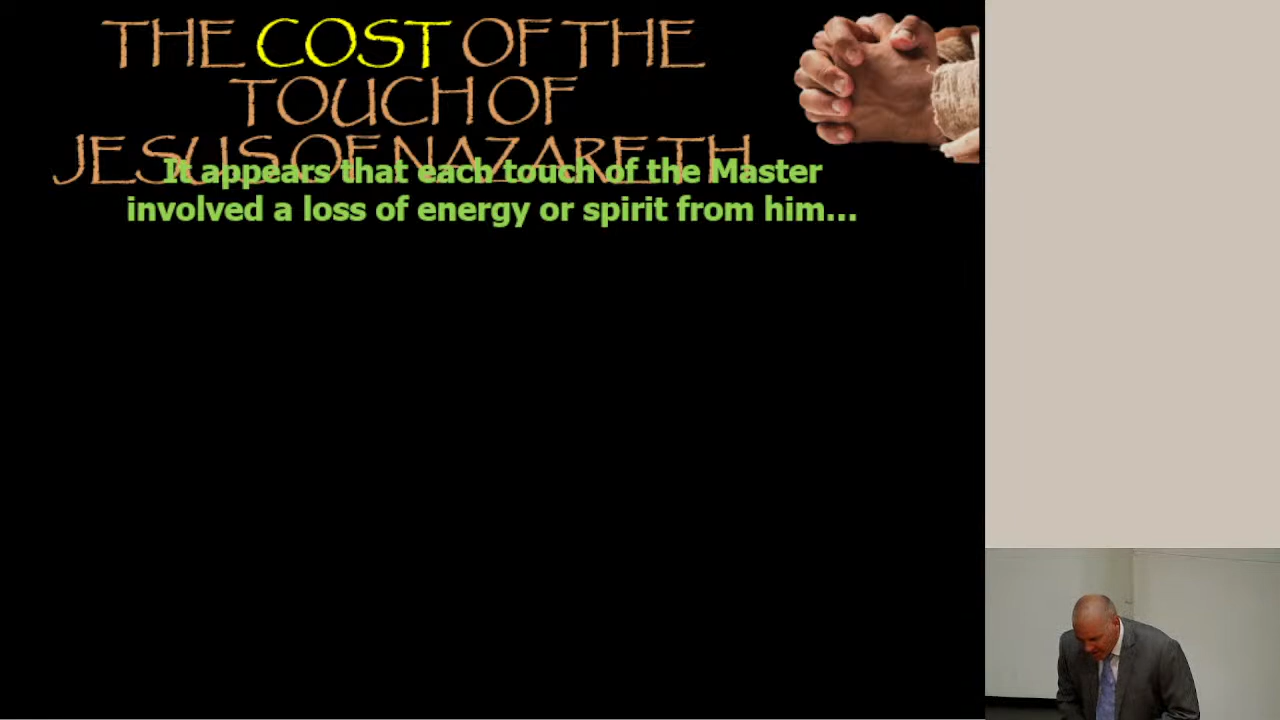 THE COST OF THE
TOUCH OF
JESUS OF NAZARETH
It appears that each touch of the Master
involved a loss of energy or spirit from him...